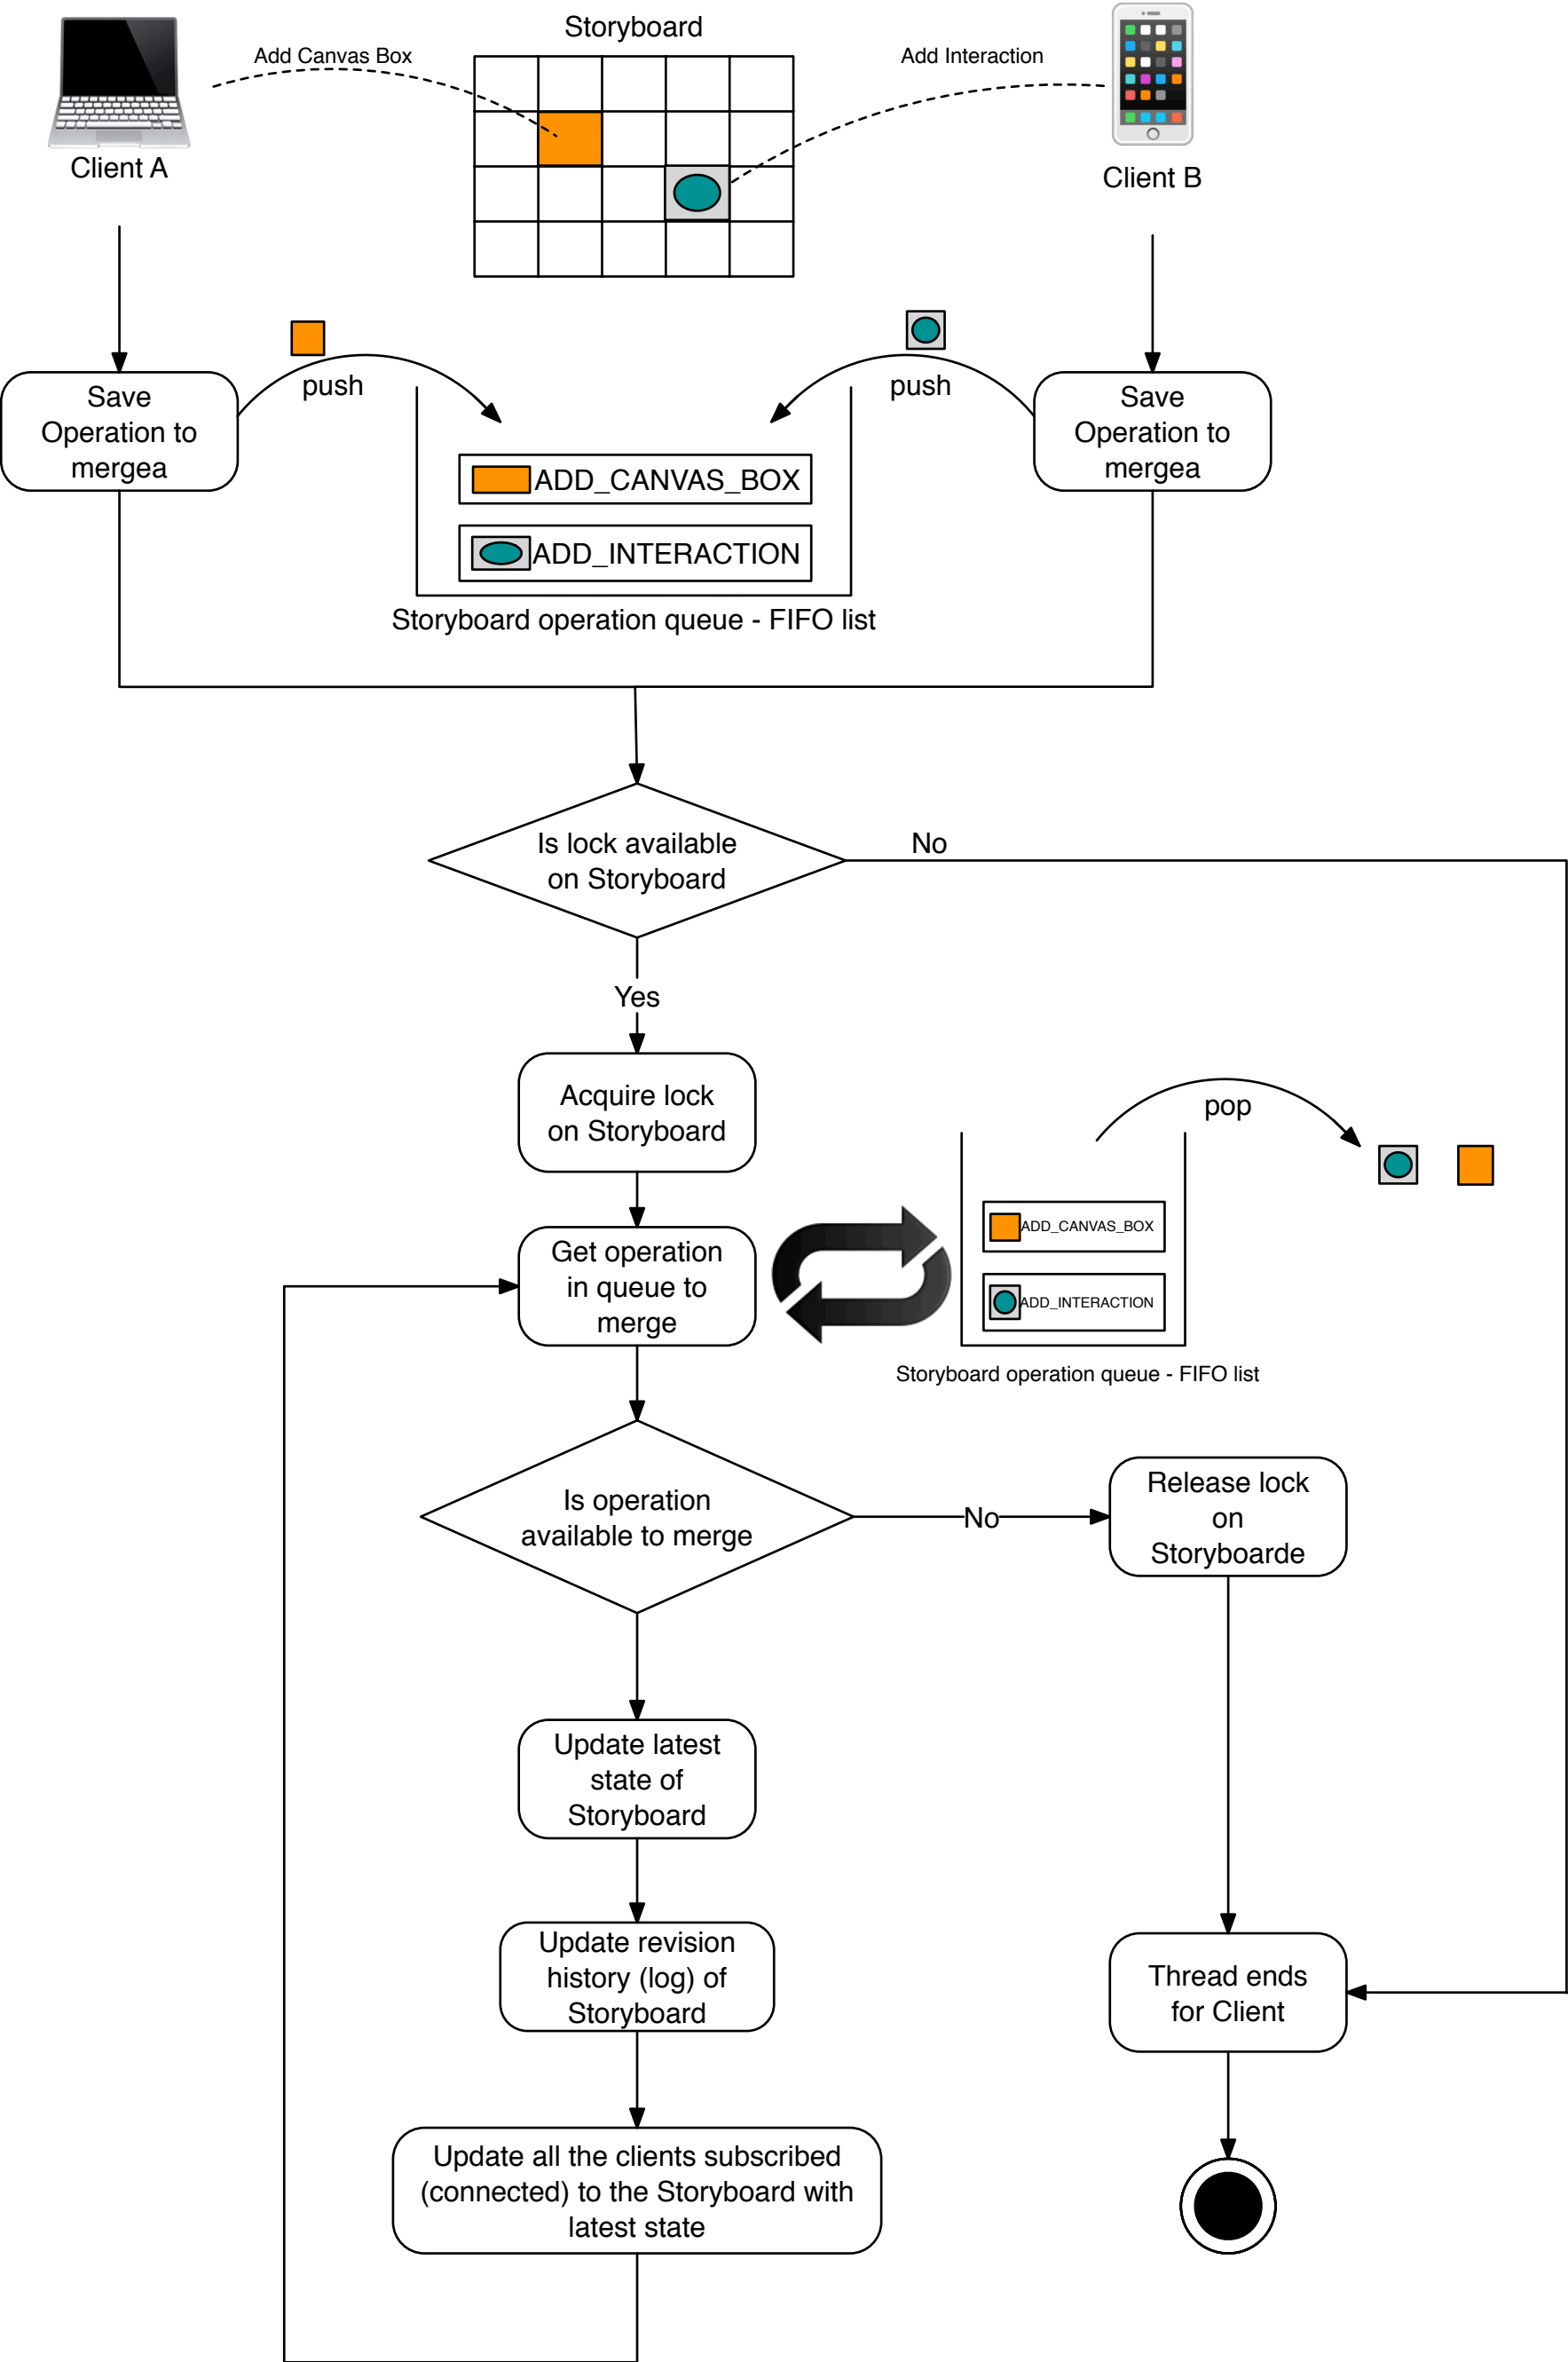 Storyboard
Add Canvas Box
Add Interaction
Client A
Client B
push
push
Save
Operation to
mergea
Save
Operation to
mergea
ADD_CANVAS_BOX
ADD_INTERACTION
Storyboard operation queue - FIFO list
Is lock available
on Storyboard
No
Yes
Acquire lock
on Storyboard
pop
Get operation
in queue to
merge
ADD_CANVAS_BOX
ADD_INTERACTION
Storyboard operation queue - FIFO list
Is operation
available to merge
No
Release lock
on
Storyboarde
Update latest
state of
Storyboard
Update revision
history (log) of
Storyboard
Thread ends
for Client
Update all the clients subscribed
(connected) to the Storyboard with
latest state